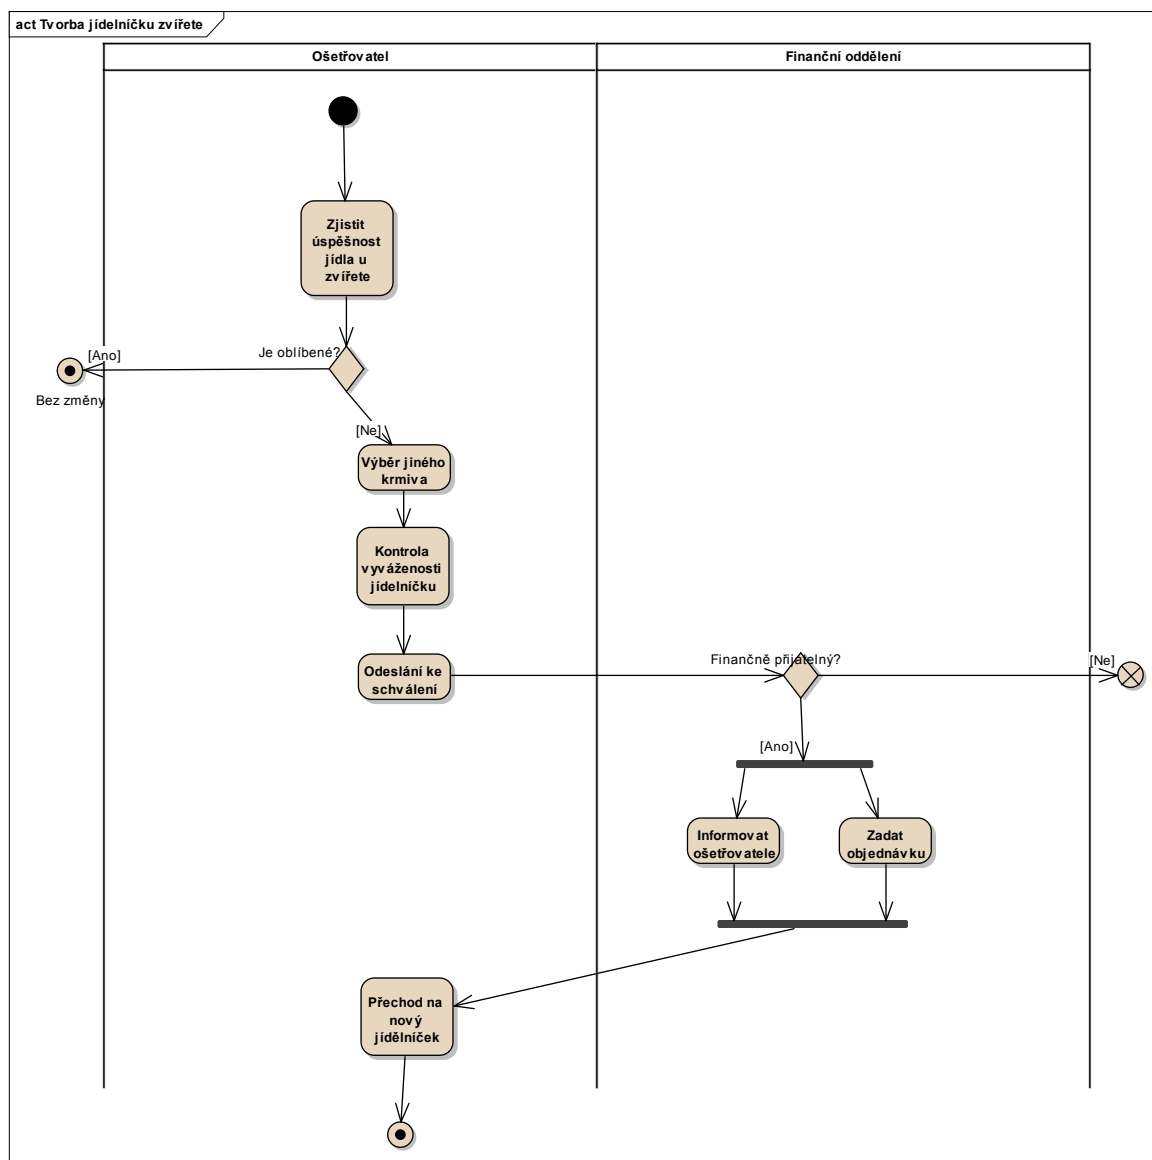 act Tvorba jídelníčku zvířete
Ošetřovatel
Finanční oddělení
Zjistit
úspěšnost
jídla u
zvířete
Je oblíbené?
[Ano]
Bez změny
[Ne]
Výběr jiného
krmiva
Kontrola
vyváženosti
jídelníčku
Odeslání ke
schválení
Finančně přijatelný?
[Ne]
[Ano]
Informovat
ošetřovatele
Zadat
objednávku
Přechod na
nový
jídělníček